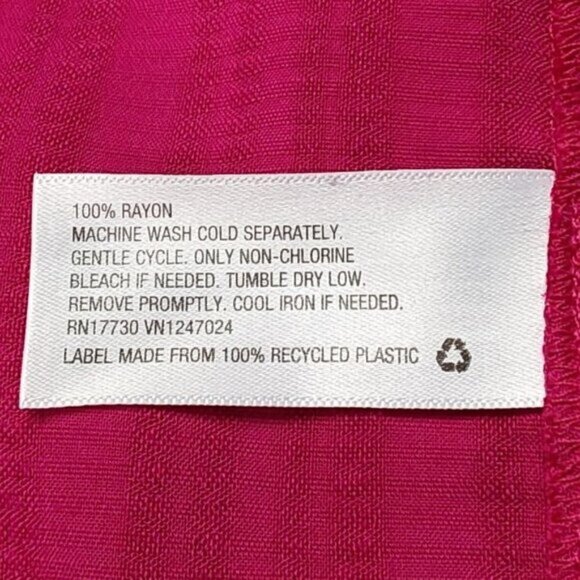 100% RAYON
MACHINE WASH COLD SEPARATELY.
GENTLE CYCLE. ONLY NON-CHLORINE
BLEACH IF NEEDED. TUMBLE DRY LOW.
REMOVE PROMPTLY. COOL IRON IF NEEDED.
RN17730 VN1247024
LABEL MADE FROM 100% RECYCLED PLASTIC